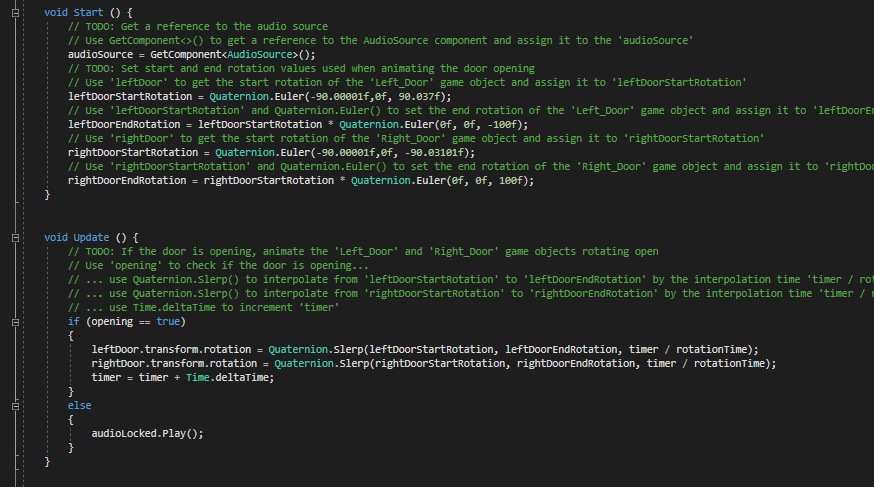 void Start () {
// TODO: Get a reference to the audio source
// Use GetComponent<>() to get a reference to the AudioSource component and assign it to the 'audioSource'
audioSource = GetComponent<AudioSource>();
// TODO: Set start and end rotation values used when animating the door opening
// Use 'leftDoor' to get the start rotation of the 'Left_Door' game object and assign it to 'leftDoorStartRotation'
leftDoorStartRotation = Quaternion.Euler(-90.00001f,0f, 90.037f);
// Use 'leftDoorStartRotation' and Quaternion.Euler() to set the end rotation of the 'Left_Door' game object and assign it to 'leftDoorEn
leftDoorEndRotation = leftDoorStartRotation * Quaternion.Euler(0f, 0f, -100f);
// Use 'rightDoor' to get the start rotation of the 'Right_Door' game object and assign it to 'rightDoorStartRotation'
rightDoorStartRotation = Quaternion.Euler(-90.00001f,0f, -90.03101f);
// Use 'rightDoorStartRotation' and Quaternion.Euler() to set the end rotation of the 'Right_Door' game object and assign it to 'rightDoo
rightDoorEndRotation = rightDoorStartRotation * Quaternion.Euler(0f, 0f, 100f);
}
void Update () {
// TODO: If the door is opening, animate the 'Left_Door' and 'Right_Door' game objects rotating open
// Use 'opening' to check if the door is opening...
// ... use Quaternion.Slerp() to interpolate from 'leftDoorStartRotation' to 'leftDoorEndRotation' by the interpolation time 'timer / rot
// ... use Quaternion.Slerp() to interpolate from 'rightDoorStartRotation' to 'rightDoorEndRotation' by the interpolation time 'timer / r
// ... use Time.deltaTime to increment 'timer'
if (opening == true)
{
leftDoor.transform.rotation = Quaternion.Slerp(leftDoorStartRotation, leftDoorEndRotation, timer / rotationTime);
rightDoor.transform.rotation = Quaternion.Slerp(rightDoorStartRotation, rightDoorEndRotation, timer / rotationTime);
timer = timer + Time.deltaTime;
}
else
{
audioLocked.Play();
}
}